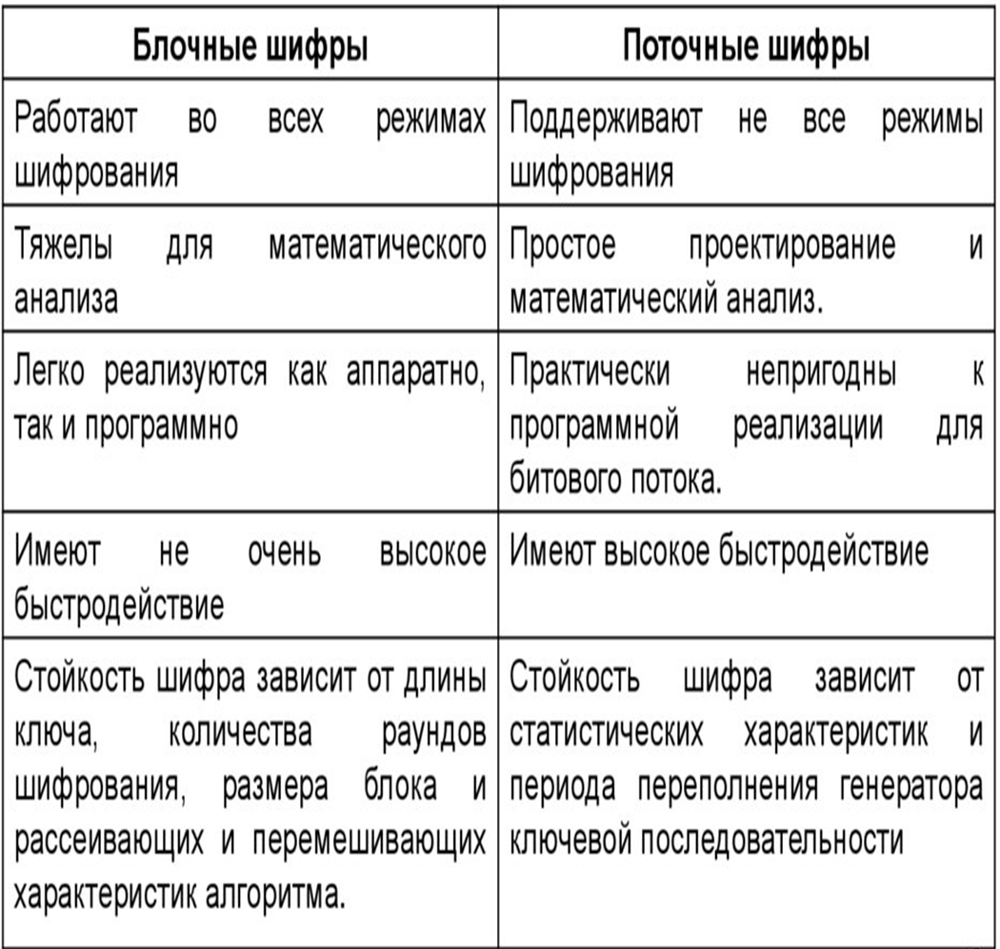 Блочные шифры
Поточные шифры
Работают во всех режимах
шифрования
Поддерживают не все режимы
шифрования
Тяжелы для математического
анализа
Простое проектирование и
математический анализ.
Легко реализуются как аппаратно,
так и программно
Практически непригодны к
программной реализации для
битового потока.
Имеют не очень высокое
быстродействие
Имеют высокое быстродействие
Стойкость шифра зависит от длины
ключа, количества раундов
шифрования, размера блока и
рассеивающих и перемешивающих
характеристик алгоритма.
Стойкость шифра зависит от
статистических характеристик и
периода переполнения генератора
ключевой последовательности